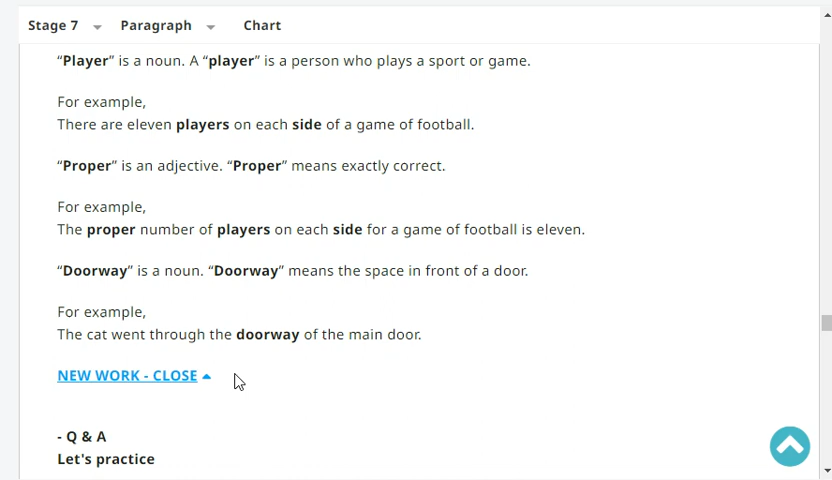 Stage 7 Paragraph Chart
“Player” is a noun. A “player” is a person who plays a sport or game.
For example,
There are eleven players on each side of a game of football.
“Proper” is an adjective. “Proper” means exactly correct.
For example,
The proper number of players on each side for a game of football is eleven.
“Doorway” is a noun. “Doorway” means the space in front of a door.
For example,
The cat went through the doorway of the main door.
NEW WORK - CLOSE
- Q & A
Let's practice